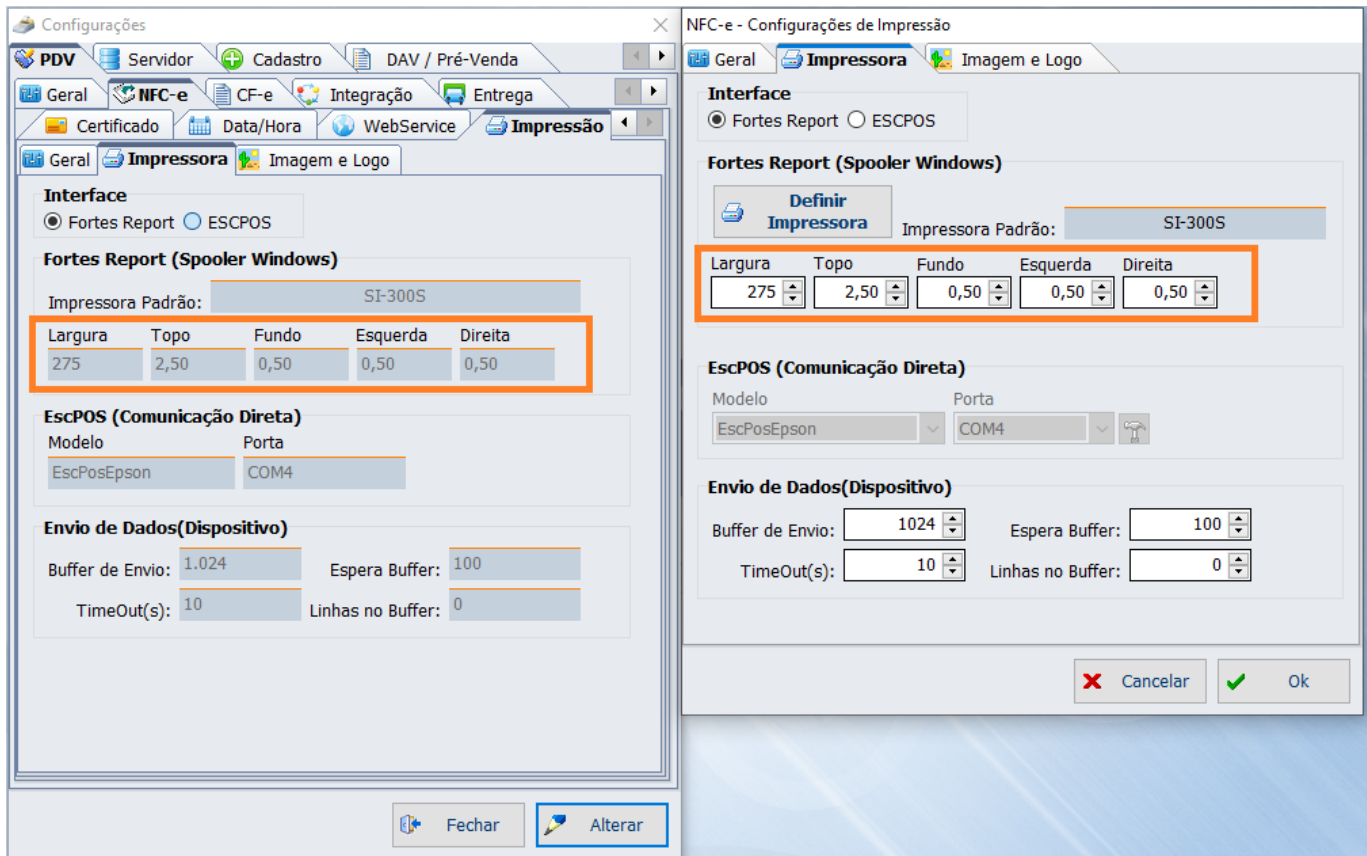 Configurações
PDV Servidor Cadastro DAV / Pré-Venda
Geral NFC-e CF-e Integração Entrega
Certificado Data/Hora WebService Impressão
Geral Impressora Imagem e Logo
Interface
Fortes Report ESCPOS
Fortes Report (Spooler Windows)
Impressora Padrão: SI-300S
Largura Topo Fundo Esquerda Direita
275 2,50 0,50 0,50 0,50
EscPOS (Comunicação Direta)
Modelo Porta
EscPosEpson COM4
Envio de Dados(Dispositivo)
Buffer de Envio: 1.024 Espera Buffer: 100
TimeOut(s): 10 Linhas no Buffer: 0
Fechar Alterar
NFC-e - Configurações de Impressão
Geral Impressora Imagem e Logo
Interface
Fortes Report ESCPOS
Fortes Report (Spooler Windows)
Definir
Impressora Impressora Padrão: SI-300S
Largura Topo Fundo Esquerda Direita
275 2,50 0,50 0,50 0,50
EscPOS (Comunicação Direta)
Modelo Porta
EscPosEpson COM4
Envio de Dados(Dispositivo)
Buffer de Envio: 1024 Espera Buffer: 100
TimeOut(s): 10 Linhas no Buffer: 0
Cancelar Ok